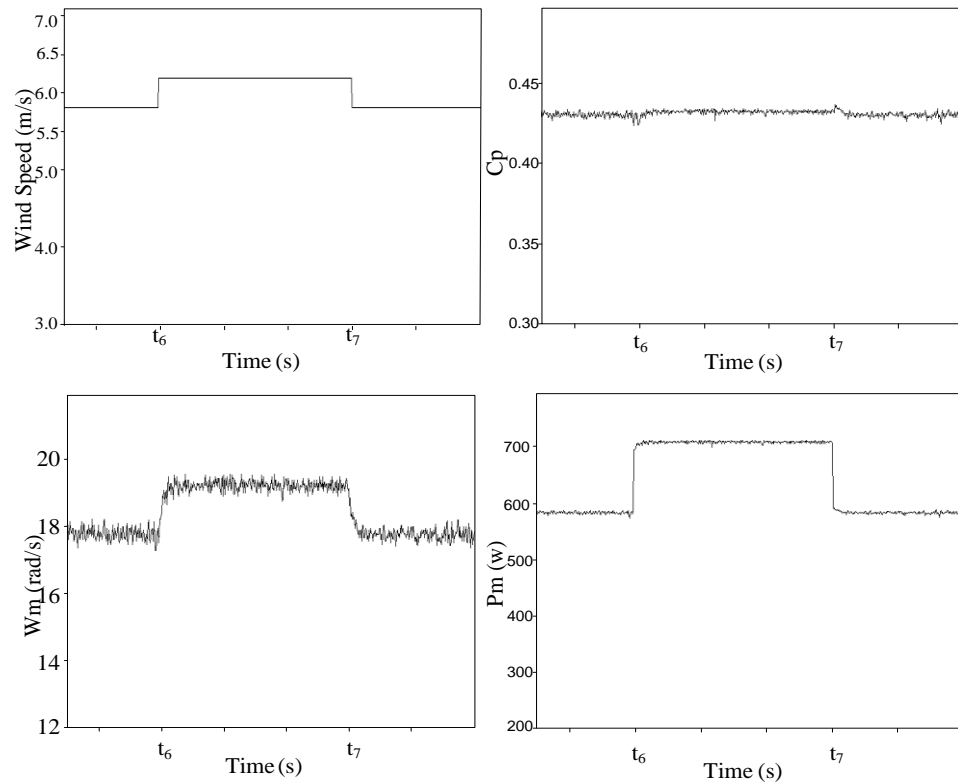 7.0
6.5
6.0
5.5
5.0
4.0
3.0
Wind Speed (m/s)
t6
t7
Time (s)
0.45
0.40
0.35
0.30
Cp
t6
t7
Time (s)
20
18
16
14
12
Wm (rad/s)
t6
t7
Time (s)
700
600
500
400
300
200
Pm (w)
t6
t7
Time (s)